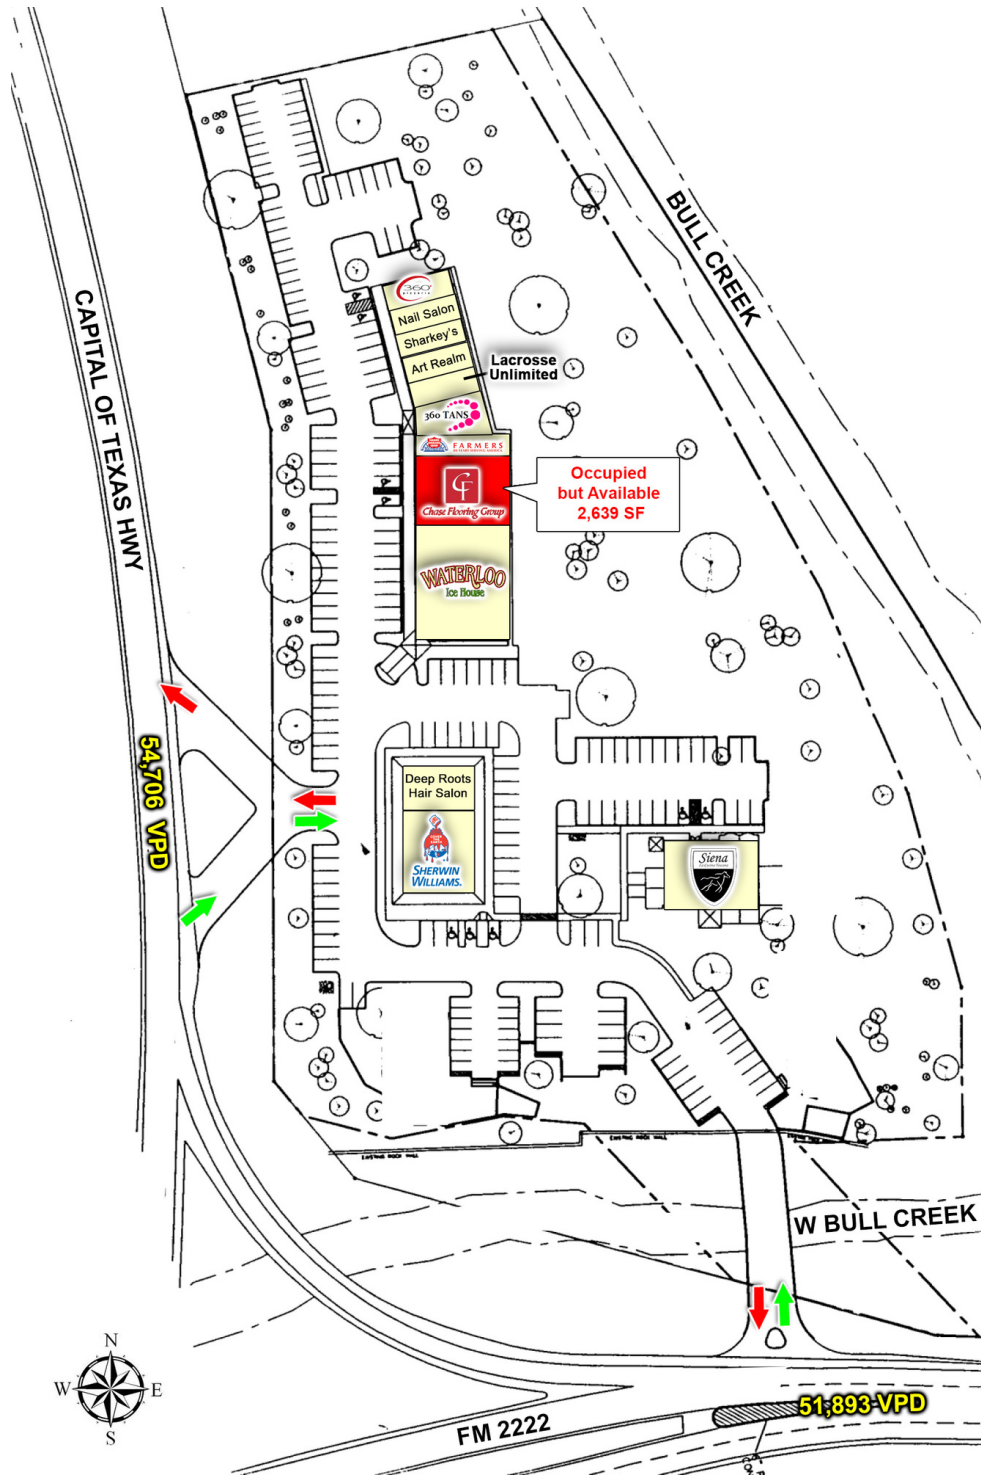 BULL CREEK
CAPITAL OF TEXAS HWY
360°
Nail Salon
Sharkey's
Art Realm
Lacrosse
Unlimited
360 TANS
FARMERS
Occupied
but Available
2,639 SF
CF
Chase Flooring Group
WATERLOO
Ice House
54,706 VPD
Deep Roots
Hair Salon
SHERWIN
WILLIAMS.
Siena
W BULL CREEK
N
W
E
S
FM 2222
51,893 VPD